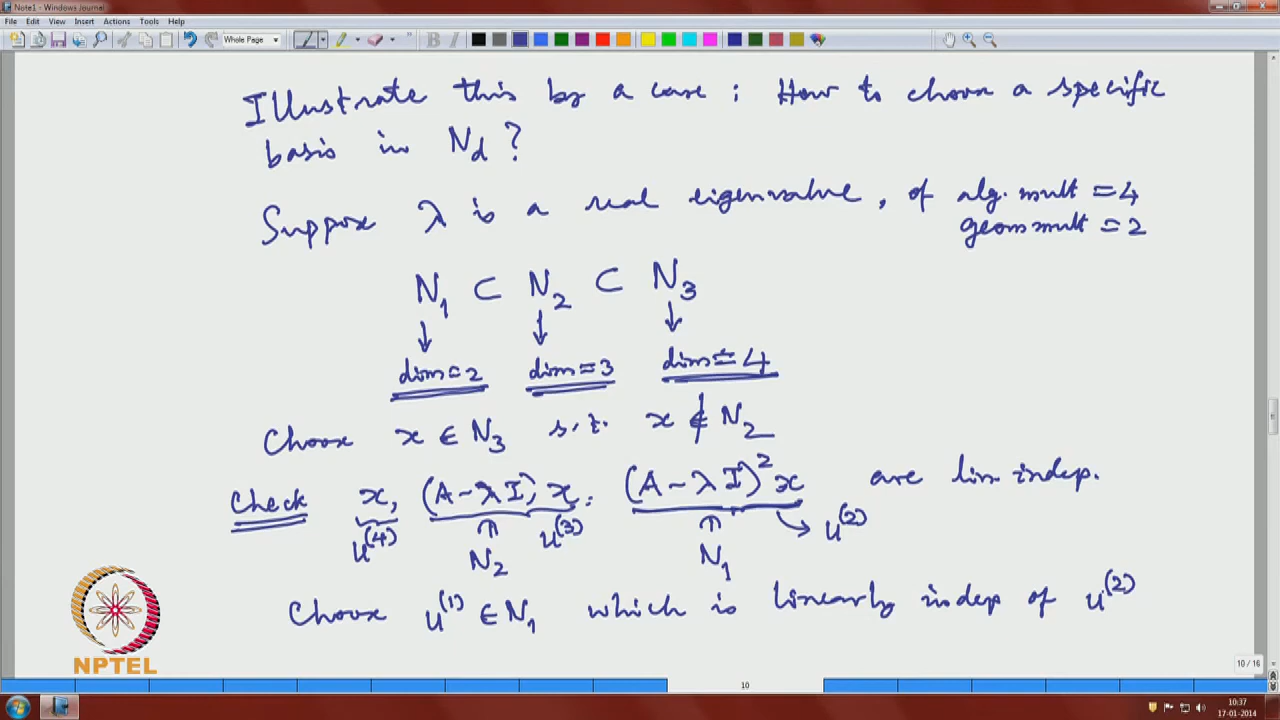 Note1 - Windows Journal
File Edit View Insert Actions Tools Help
Whole Page
Illustrate this by a case : How to choose a specific
basis in N_d ?
Suppose λ is a real eigenvalue, of alg. mult = 4
geom mult = 2
N_1 ⊂ N_2 ⊂ N_3
↓ ↓ ↓
dim = 2 dim = 3 dim = 4
Choose x ∈ N_3 s.t. x ∉ N_2
Check x, (A - λI) x, (A - λI)^2 x are lin indep.
u^(4) ⇑ u^(3) ⇑ → u^(2)
N_2 N_1
Choose u^(1) ∈ N_1 which is linearly indep of u^(2)
NPTEL
10 / 16
10
10:37
17-01-2014